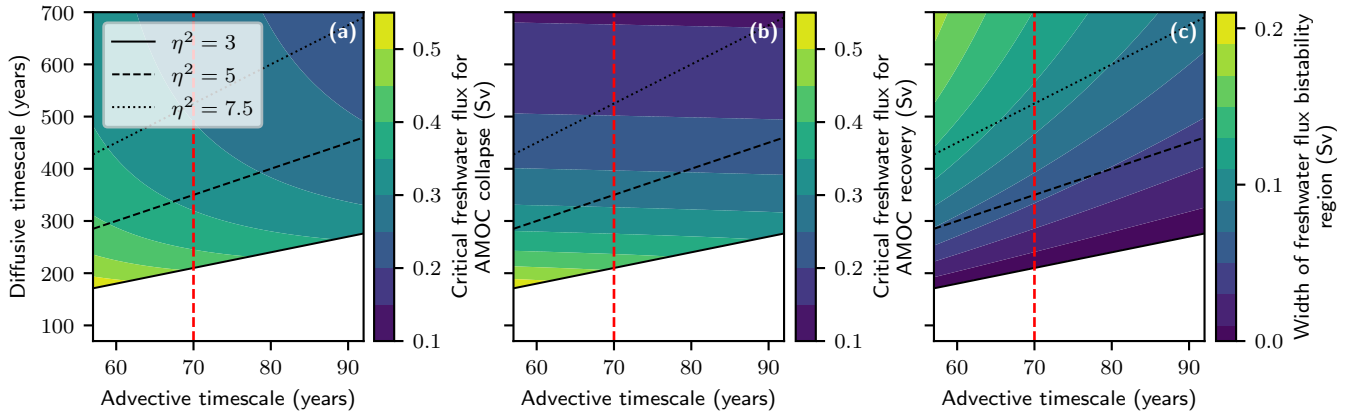 700
600
500
400
300
200
100
Diffusive timescale (years)
η² = 3
η² = 5
η² = 7.5
(a)
60
70
80
90
Advective timescale (years)
0.5
0.4
0.3
0.2
0.1
Critical freshwater flux for
AMOC collapse (Sv)
(b)
60
70
80
90
Advective timescale (years)
0.5
0.4
0.3
0.2
0.1
Critical freshwater flux for
AMOC recovery (Sv)
(c)
60
70
80
90
Advective timescale (years)
0.2
0.1
0.0
Width of freshwater flux bistability
region (Sv)